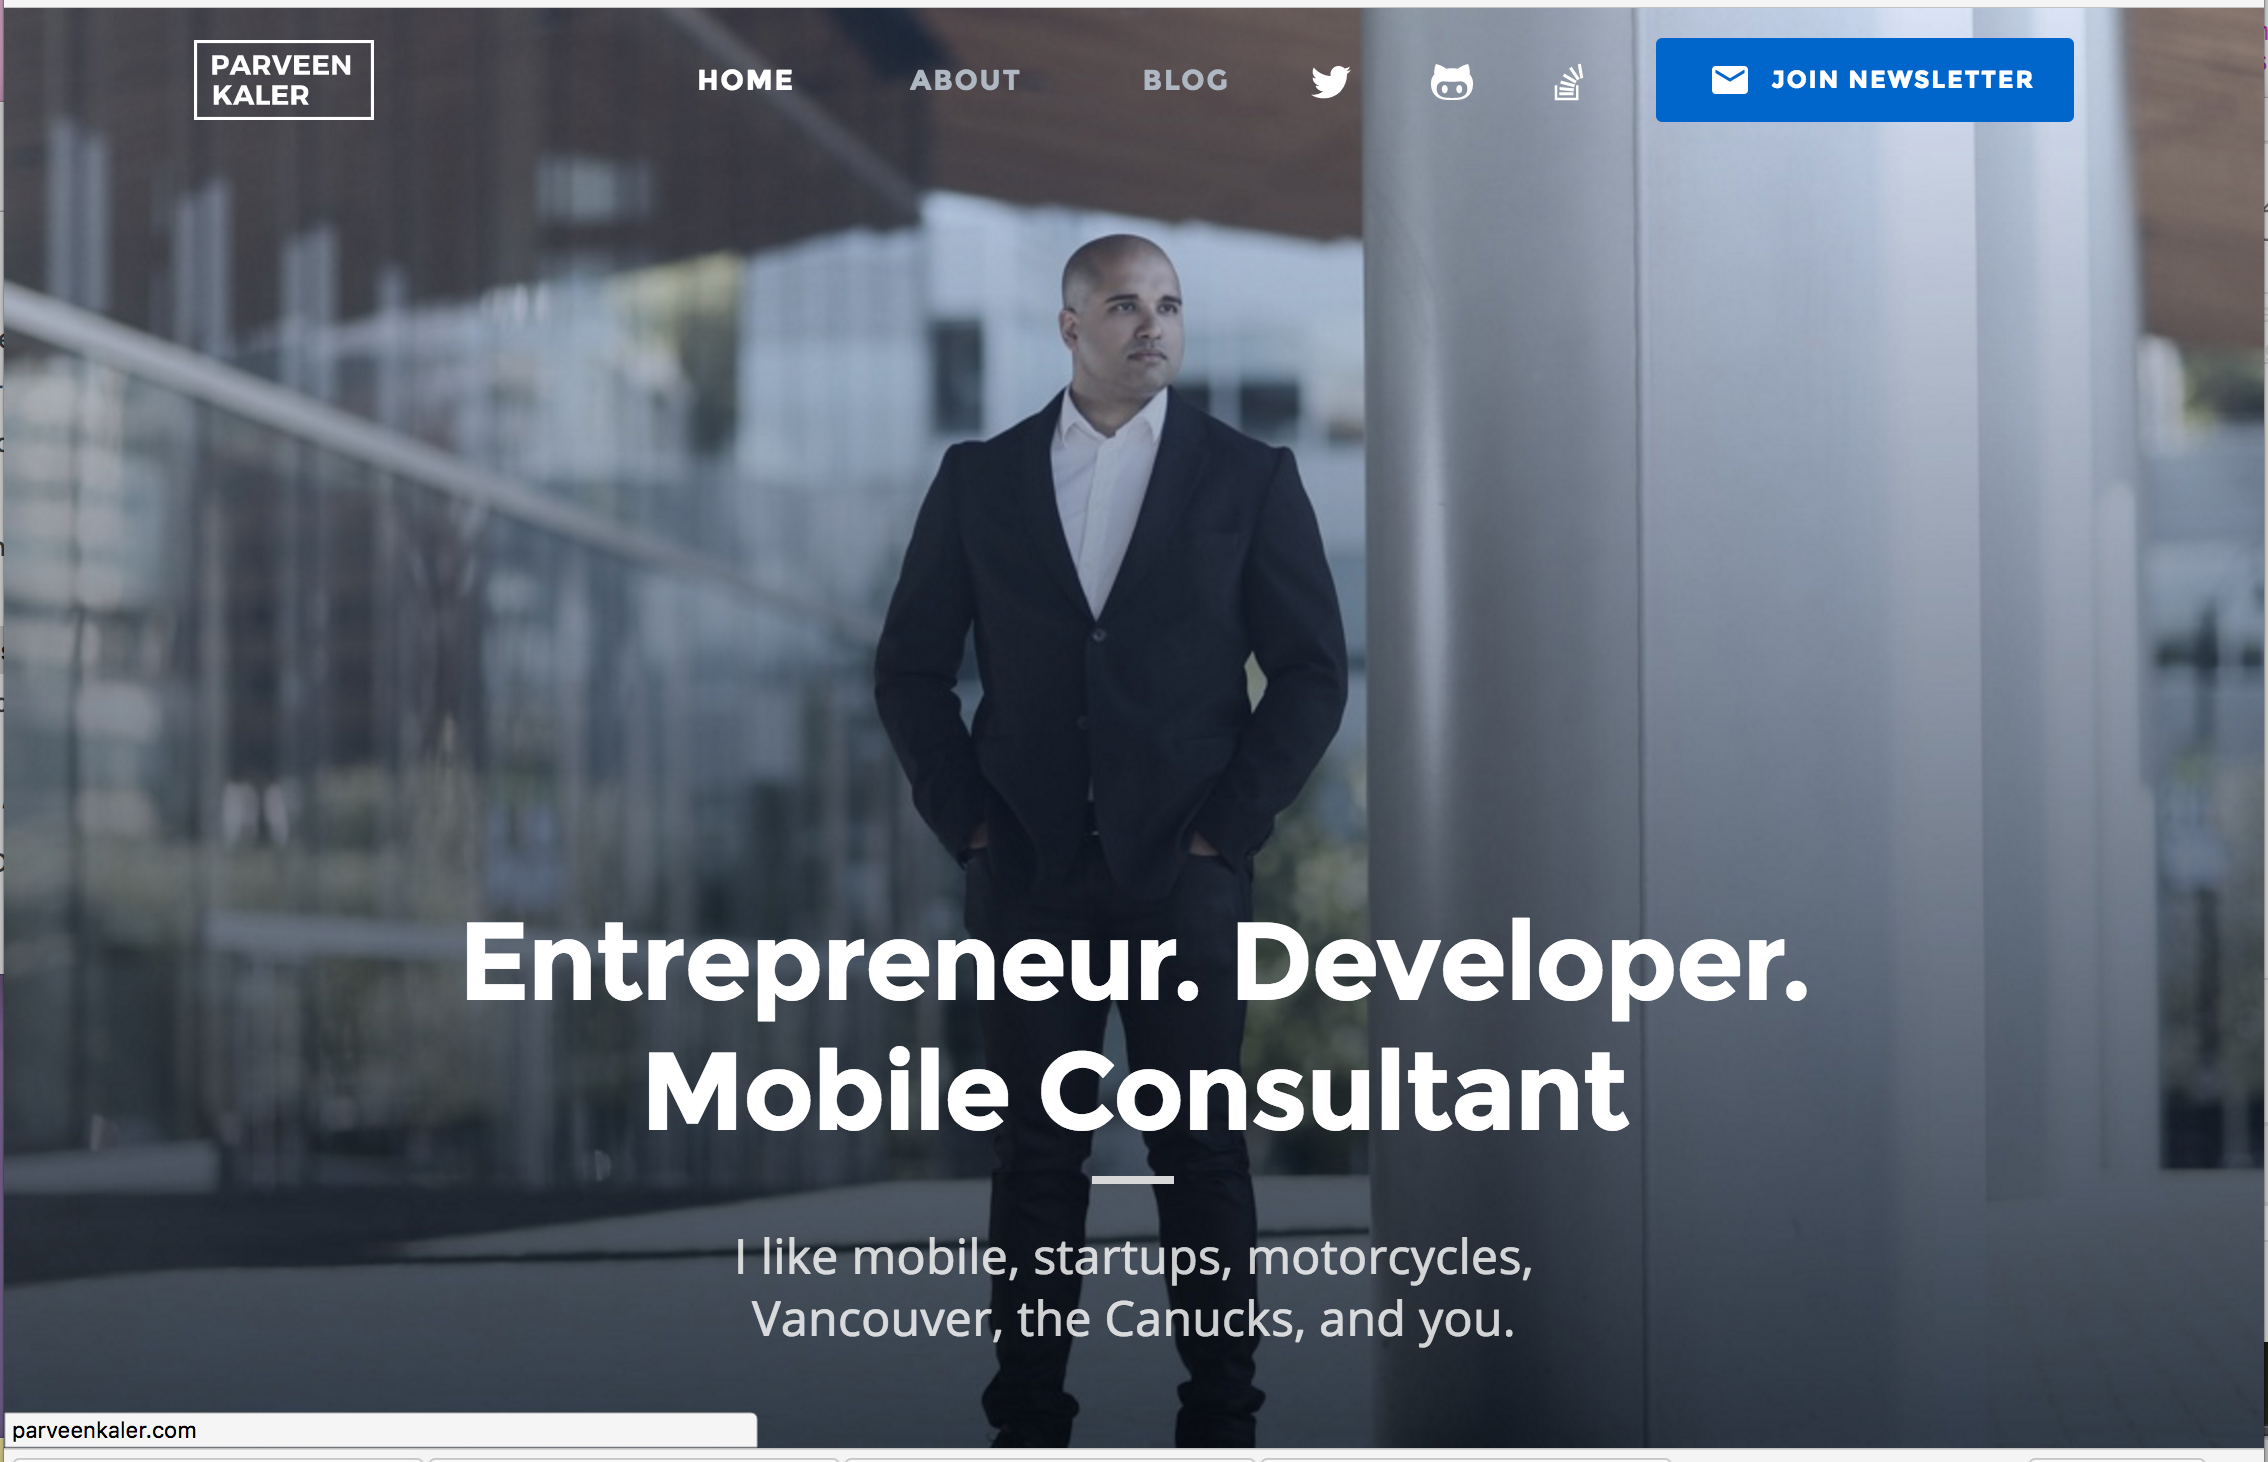 PARVEEN
KALER
HOME
ABOUT
BLOG
JOIN NEWSLETTER
Entrepreneur. Developer.
Mobile Consultant
I like mobile, startups, motorcycles,
Vancouver, the Canucks, and you.
parveenkaler.com